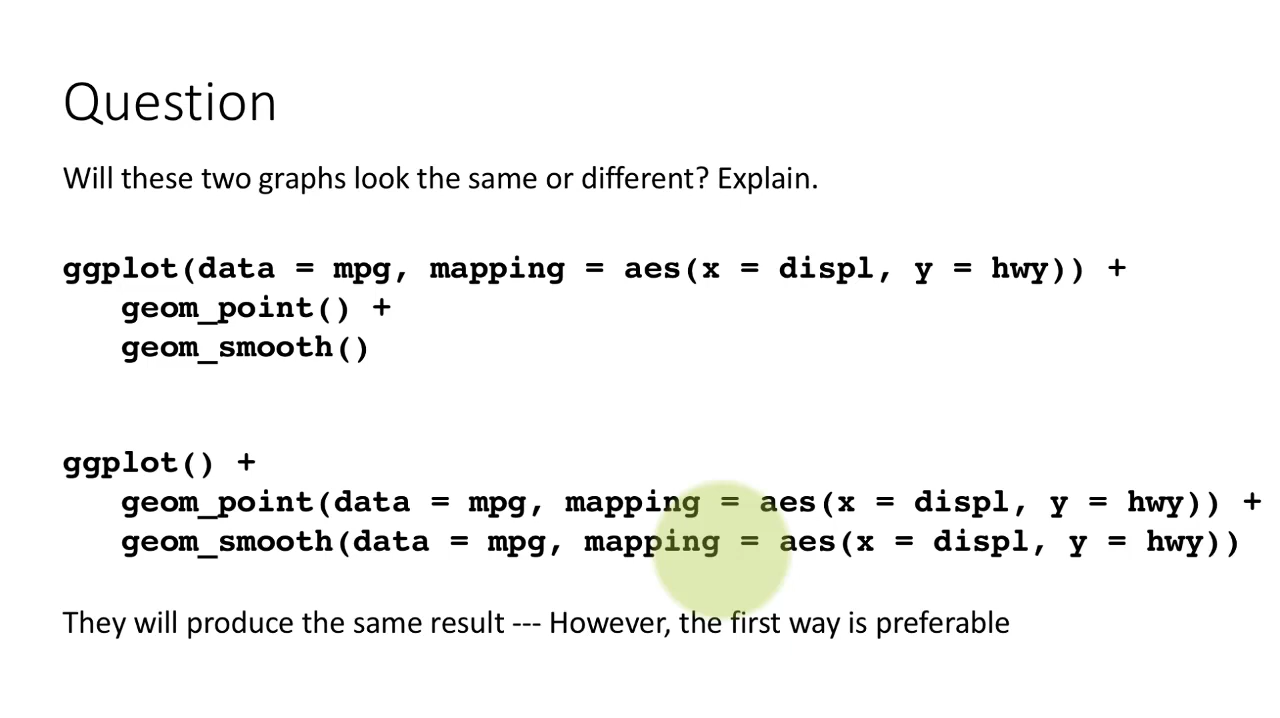 Question
Will these two graphs look the same or different? Explain.
ggplot(data = mpg, mapping = aes(x = displ, y = hwy)) +
geom_point() +
geom_smooth()
ggplot() +
geom_point(data = mpg, mapping = aes(x = displ, y = hwy)) +
geom_smooth(data = mpg, mapping = aes(x = displ, y = hwy))
They will produce the same result --- However, the first way is preferable